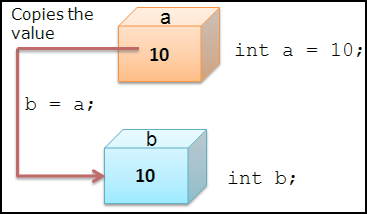 Copies the
value
a
10
int a = 10;
b = a;
b
10
int b;